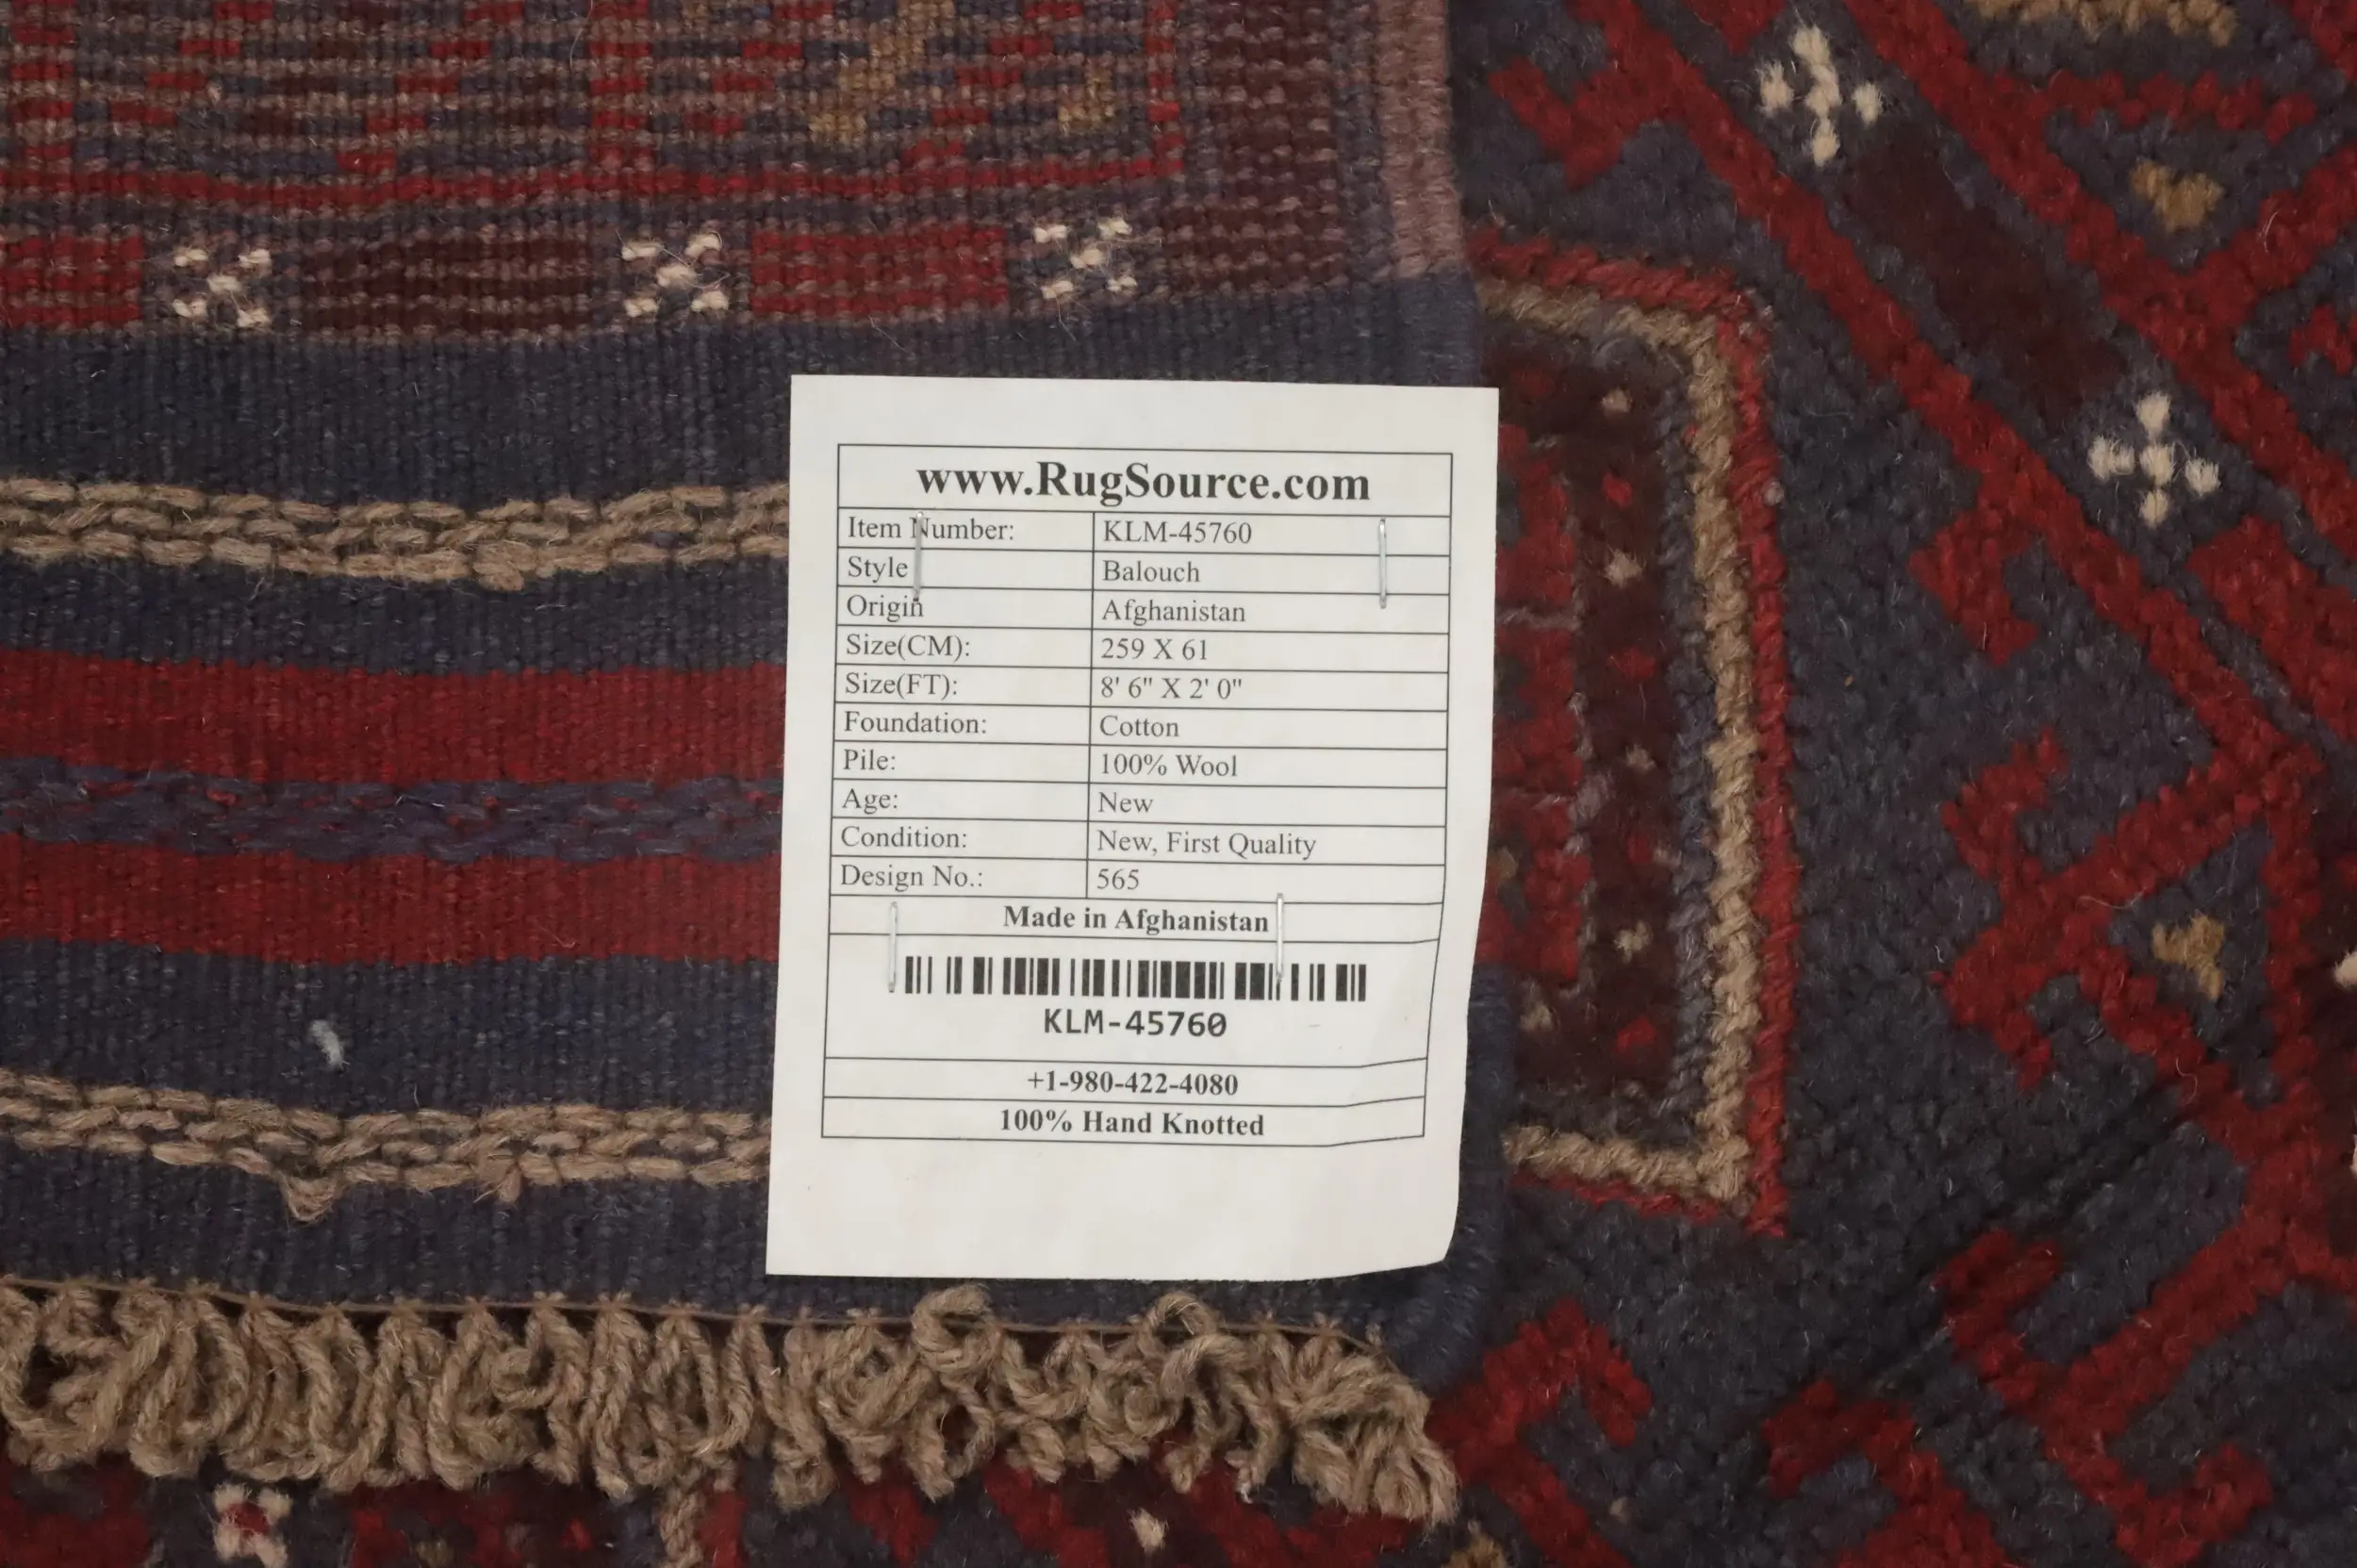 www.RugSource.com
Item Number: KLM-45760
Style Balouch
Origin Afghanistan
Size(CM): 259 X 61
Size(FT): 8' 6" X 2' 0"
Foundation: Cotton
Pile: 100% Wool
Age: New
Condition: New, First Quality
Design No.: 565
Made in Afghanistan
KLM-45760
+1-980-422-4080
100% Hand Knotted